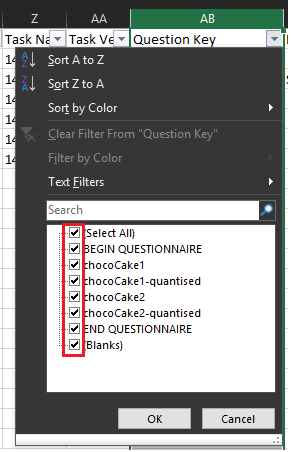 Z AA AB
Task Na Task Ve Question Key
14
14
14
14
14
Sort A to Z
Sort Z to A
Sort by Color
Clear Filter From "Question Key"
Filter by Color
Text Filters
Search
(Select All)
BEGIN QUESTIONNAIRE
chocoCake1
chocoCake1-quantised
chocoCake2
chocoCake2-quantised
END QUESTIONNAIRE
(Blanks)
OK Cancel